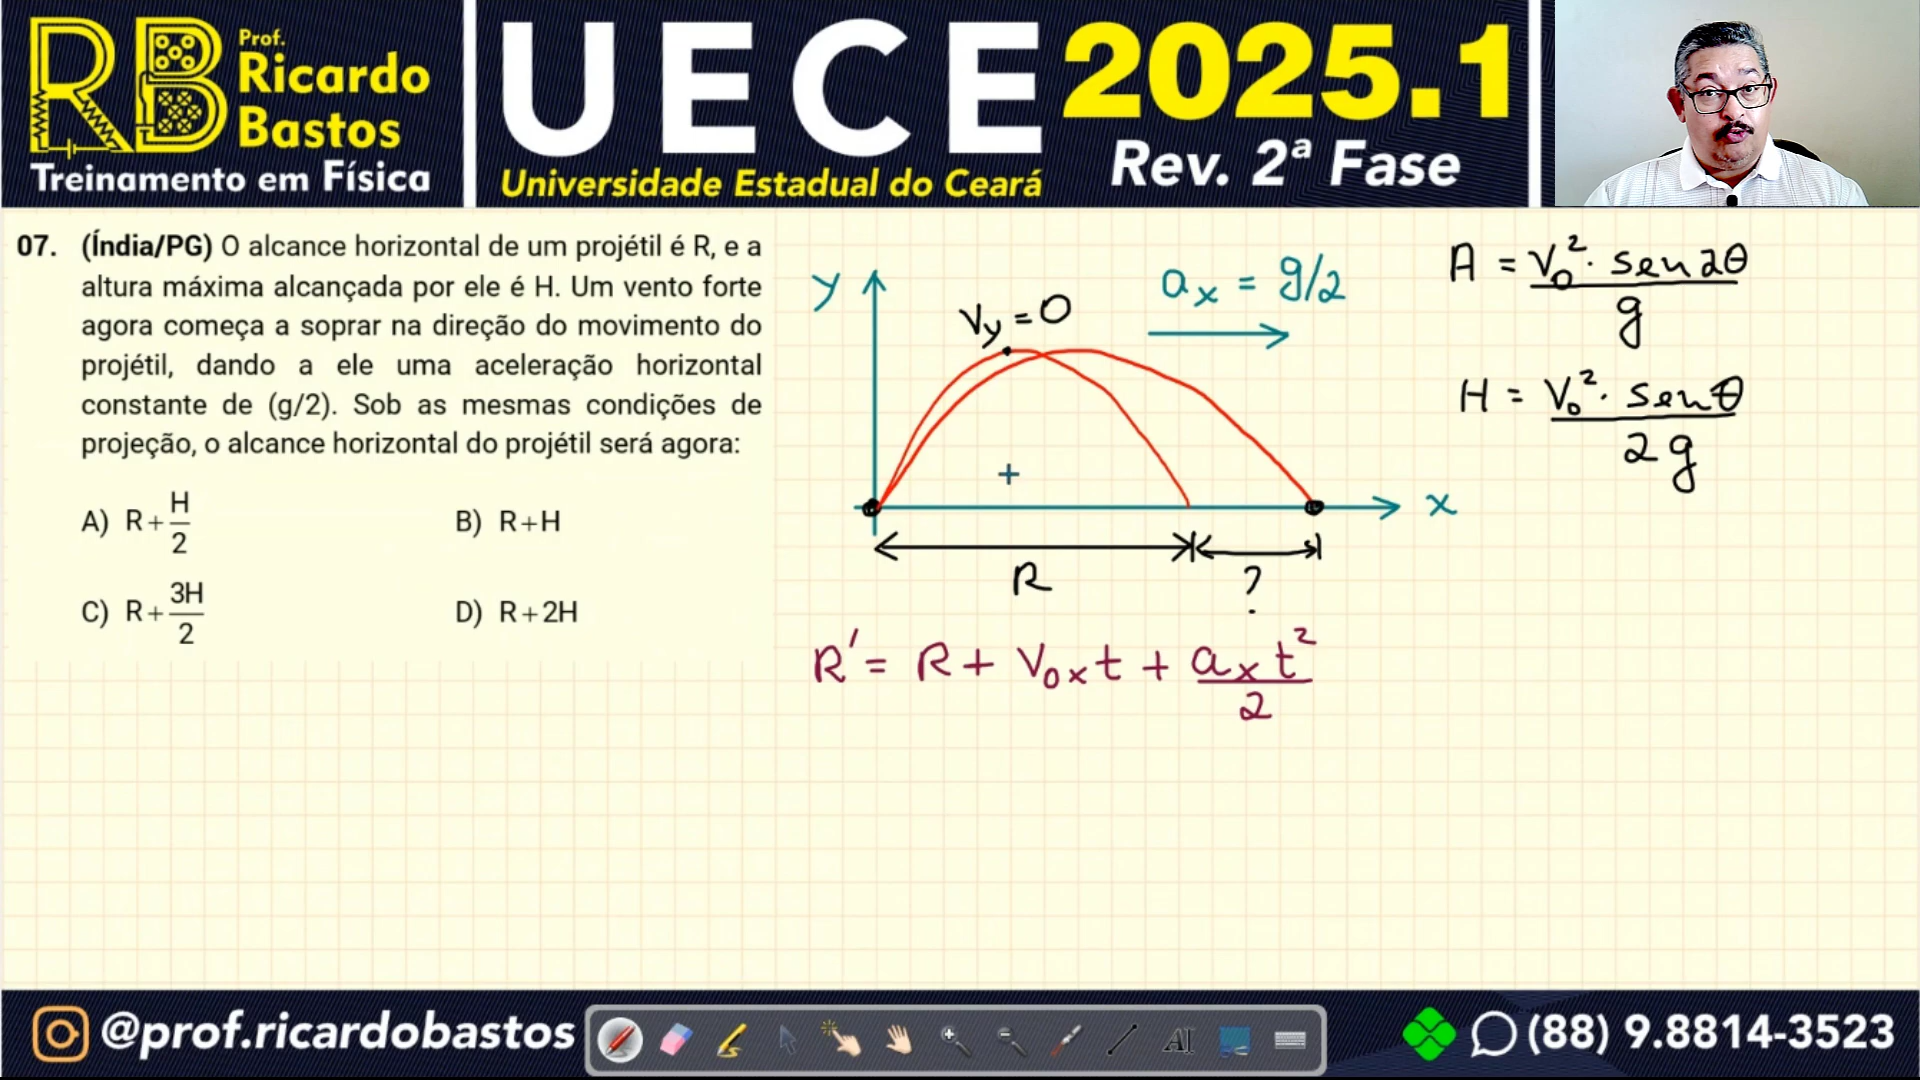 RB Prof. Ricardo Bastos
Treinamento em Física
UECE 2025.1
Universidade Estadual do Ceará
Rev. 2ª Fase
07. (Índia/PG) O alcance horizontal de um projétil é R, e a
altura máxima alcançada por ele é H. Um vento forte
agora começa a soprar na direção do movimento do
projétil, dando a ele uma aceleração horizontal
constante de (g/2). Sob as mesmas condições de
projeção, o alcance horizontal do projétil será agora:
A) R+H/2
B) R+H
C) R+3H/2
D) R+2H
y
Vy = 0
ax = g/2
+
x
R
?
R' = R + V0x t + ax t²/2
A = V0² · sen2θ / g
H = V0² · senθ / 2g
@prof.ricardobastos
AI
(88) 9.8814-3523